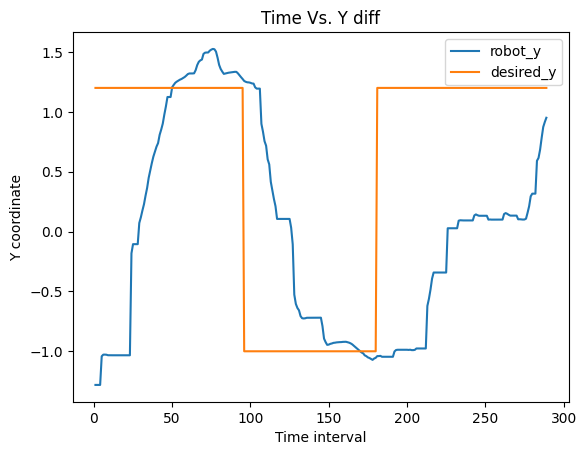 Time Vs. Y diff
robot_y
desired_y
Y coordinate
1.5
1.0
0.5
0.0
−0.5
−1.0
0 50 100 150 200 250 300
Time interval